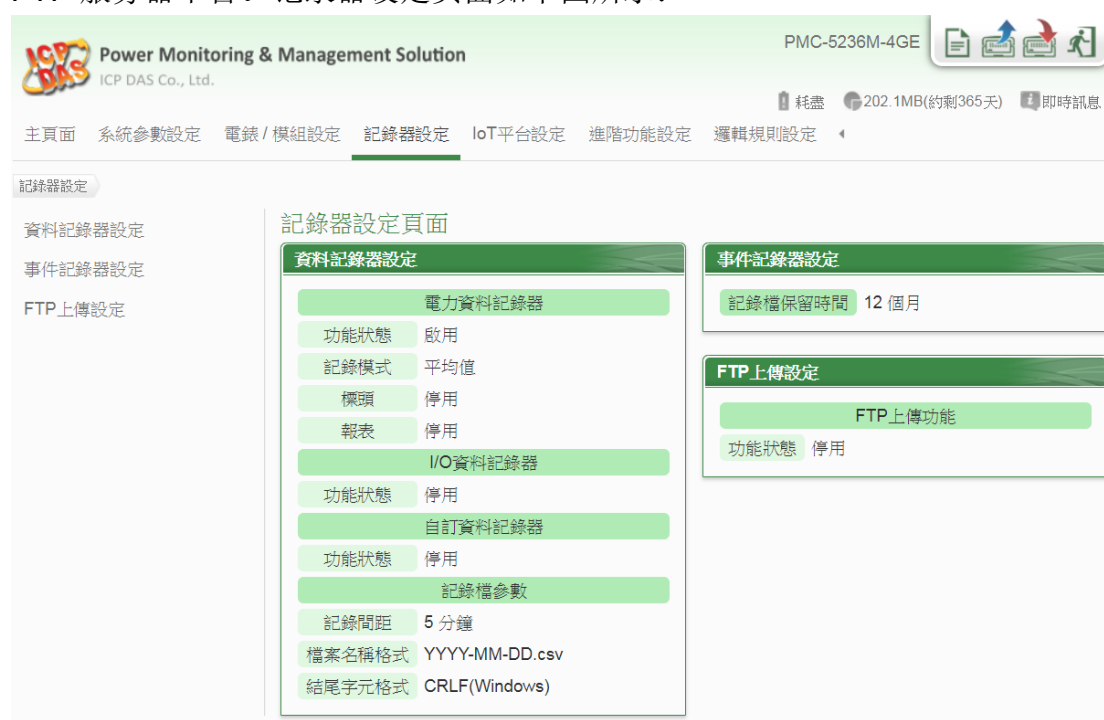 Power Monitoring & Management Solution
ICP DAS Co., Ltd.
ICP DAS
PMC-5236M-4GE
耗盡 202.1MB(約剩365天) 即時訊息
主頁面 系統參數設定 電錶 / 模組設定 記錄器設定 IoT平台設定 進階功能設定 邏輯規則設定
記錄器設定
資料記錄器設定
事件記錄器設定
FTP上傳設定
記錄器設定頁面
資料記錄器設定
電力資料記錄器
功能狀態 啟用
記錄模式 平均值
標頭 停用
報表 停用
I/O資料記錄器
功能狀態 停用
自訂資料記錄器
功能狀態 停用
記錄檔參數
記錄間距 5 分鐘
檔案名稱格式 YYYY-MM-DD.csv
結尾字元格式 CRLF(Windows)
事件記錄器設定
記錄檔保留時間 12 個月
FTP上傳設定
FTP上傳功能
功能狀態 停用